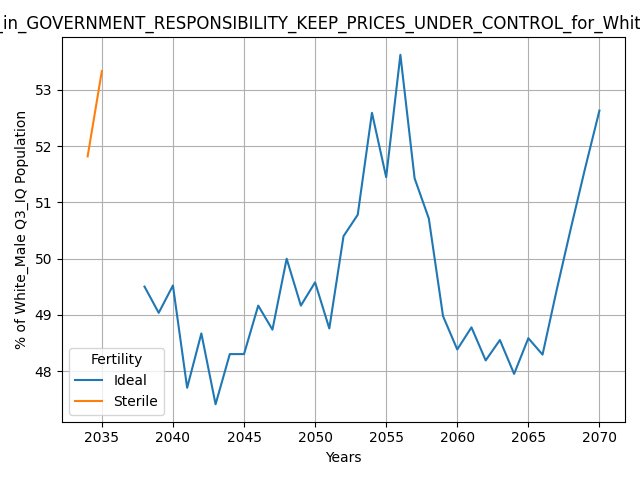 _in_GOVERNMENT_RESPONSIBILITY_KEEP_PRICES_UNDER_CONTROL_for_Whit
% of White_Male Q3_IQ Population
53
52
51
50
49
48
Fertility
Ideal
Sterile
2035 2040 2045 2050 2055 2060 2065 2070
Years